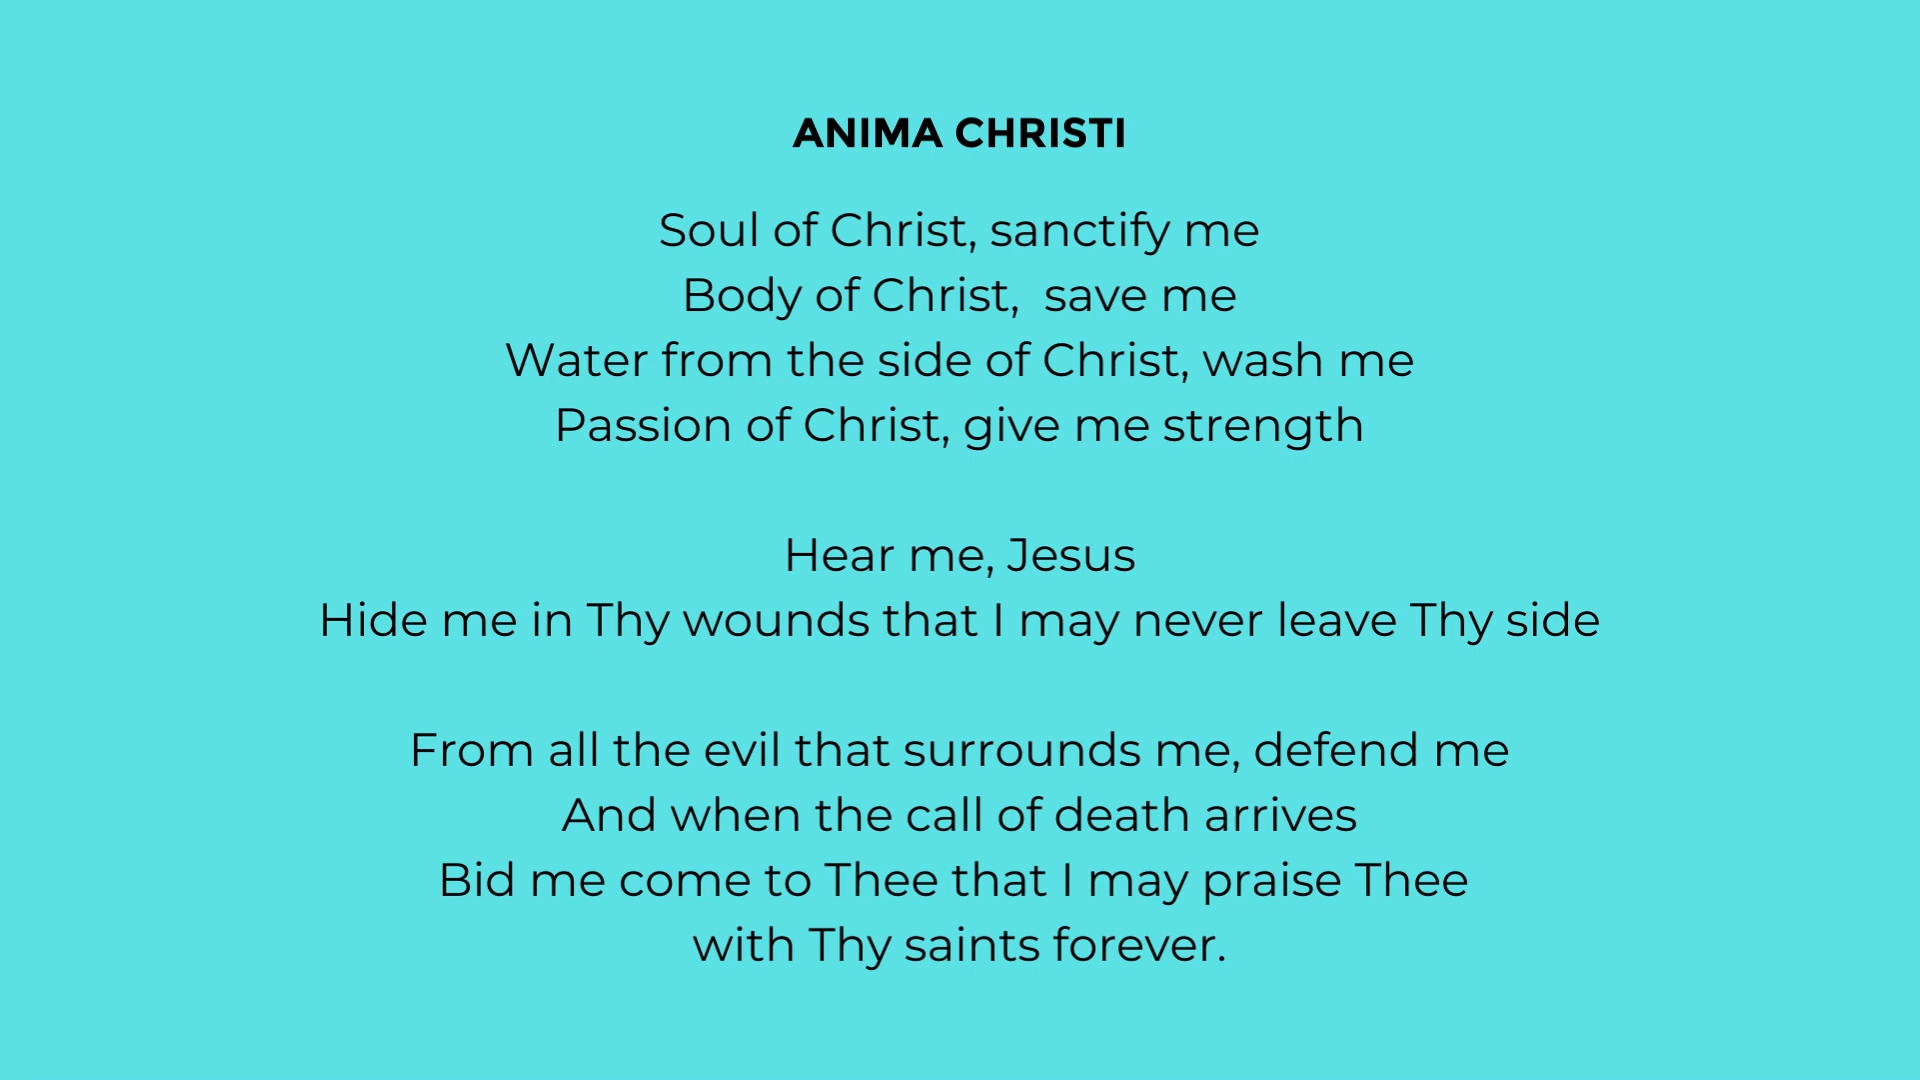 ANIMA CHRISTI
Soul of Christ, sanctify me
Body of Christ,  save me
Water from the side of Christ, wash me
Passion of Christ, give me strength
Hear me, Jesus
Hide me in Thy wounds that I may never leave Thy side
From all the evil that surrounds me, defend me
And when the call of death arrives
Bid me come to Thee that I may praise Thee
with Thy saints forever.